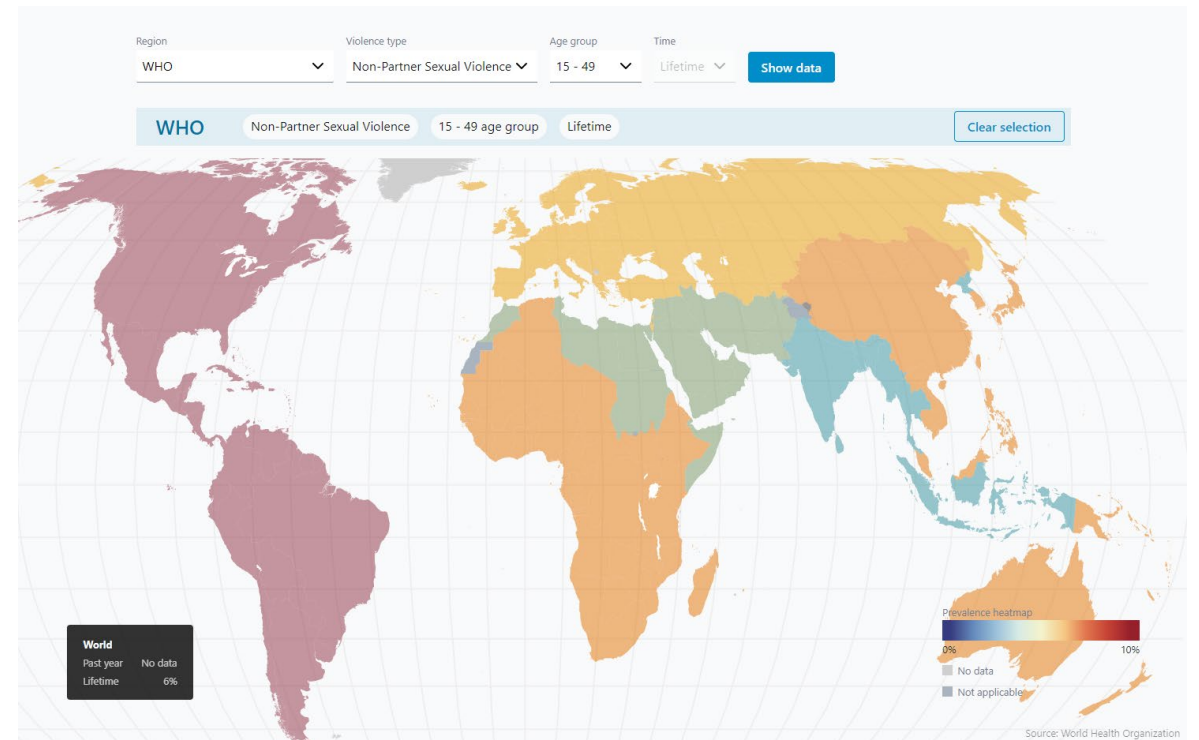 Region Violence type Age group Time
WHO Non-Partner Sexual Violence 15 - 49 Lifetime Show data
WHO Non-Partner Sexual Violence 15 - 49 age group Lifetime Clear selection
World
Past year No data
Lifetime 6%
Prevalence heatmap
0% 10%
No data
Not applicable
Source: World Health Organization